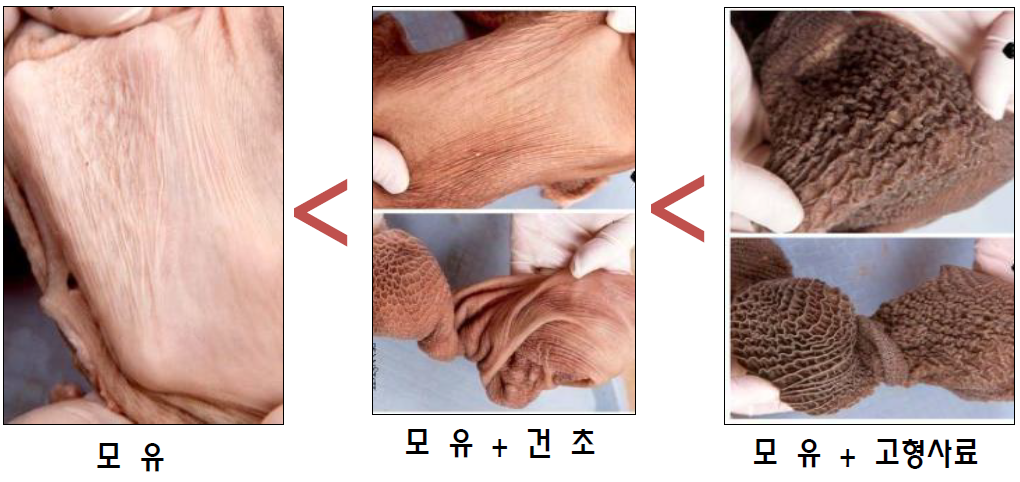 모 유
모 유 + 건 초
모 유 + 고형사료